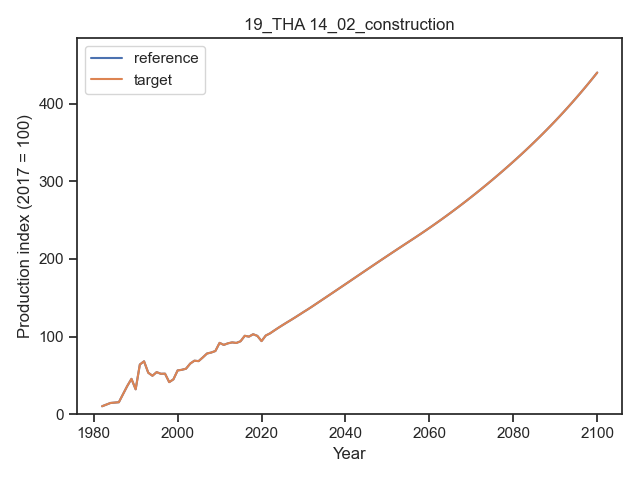 19_THA 14_02_construction
reference
target
Production index (2017 = 100)
400
300
200
100
0
1980 2000 2020 2040 2060 2080 2100
Year